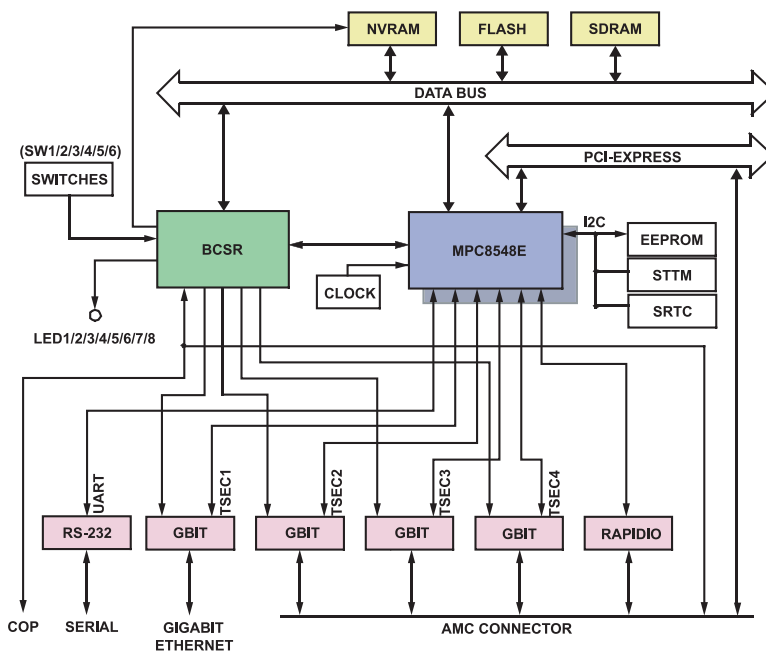 NVRAM
FLASH
SDRAM
DATA BUS
(SW1/2/3/4/5/6)
SWITCHES
PCI-EXPRESS
BCSR
MPC8548E
I2C
EEPROM
STTM
SRTC
CLOCK
LED1/2/3/4/5/6/7/8
UART
TSEC1
TSEC2
TSEC3
TSEC4
RS-232
GBIT
GBIT
GBIT
GBIT
RAPIDIO
COP
SERIAL
GIGABIT
ETHERNET
AMC CONNECTOR